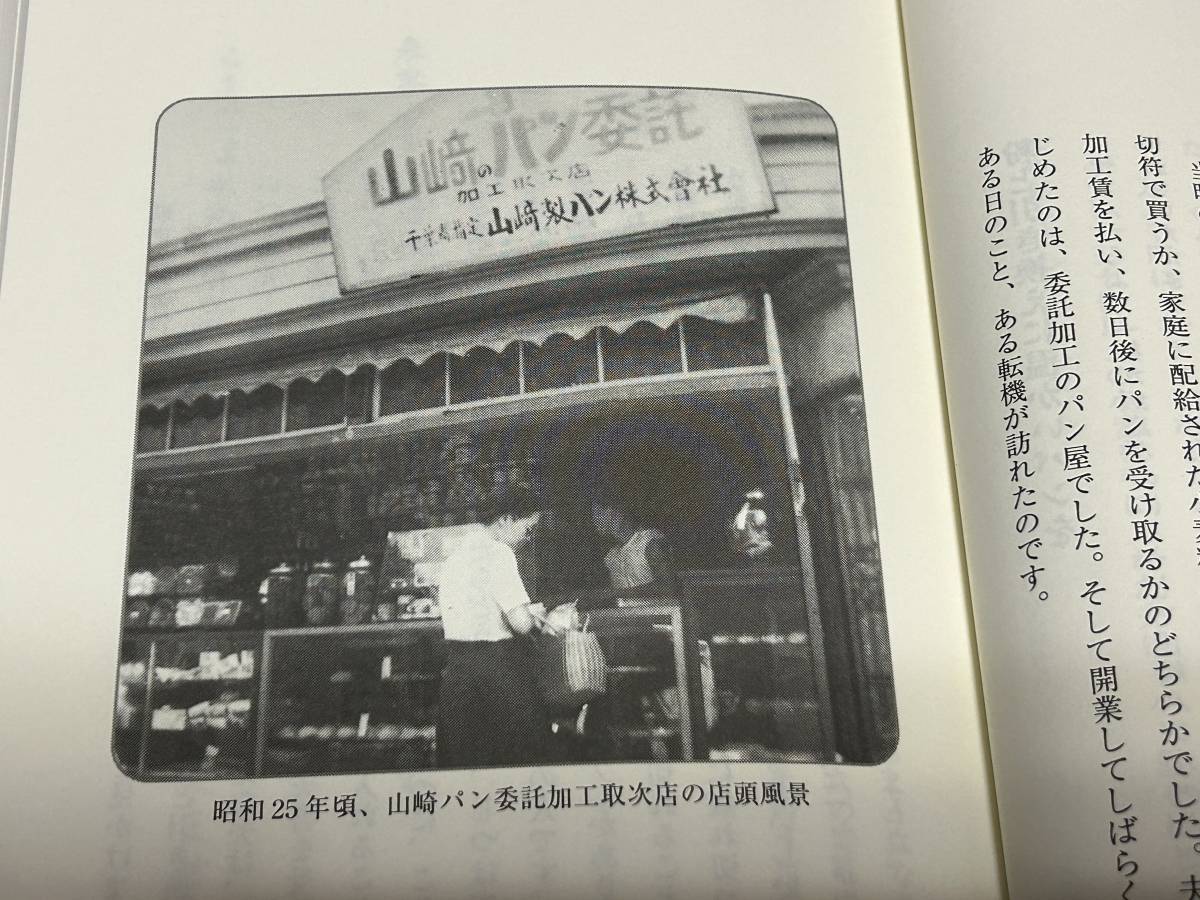 山崎のパン委託
加工取次店
千葉縣指定 山崎製パン株式會社
昭和25年頃、山崎パン委託加工取次店の店頭風景
切符で買うか、家庭に配給された小麦
加工賃を払い、数日後にパンを受け取るかのどちらかでした。夫
じめたのは、委託加工のパン屋でした。そして開業してしばらく
ある日のこと、ある転機が訪れたのです。